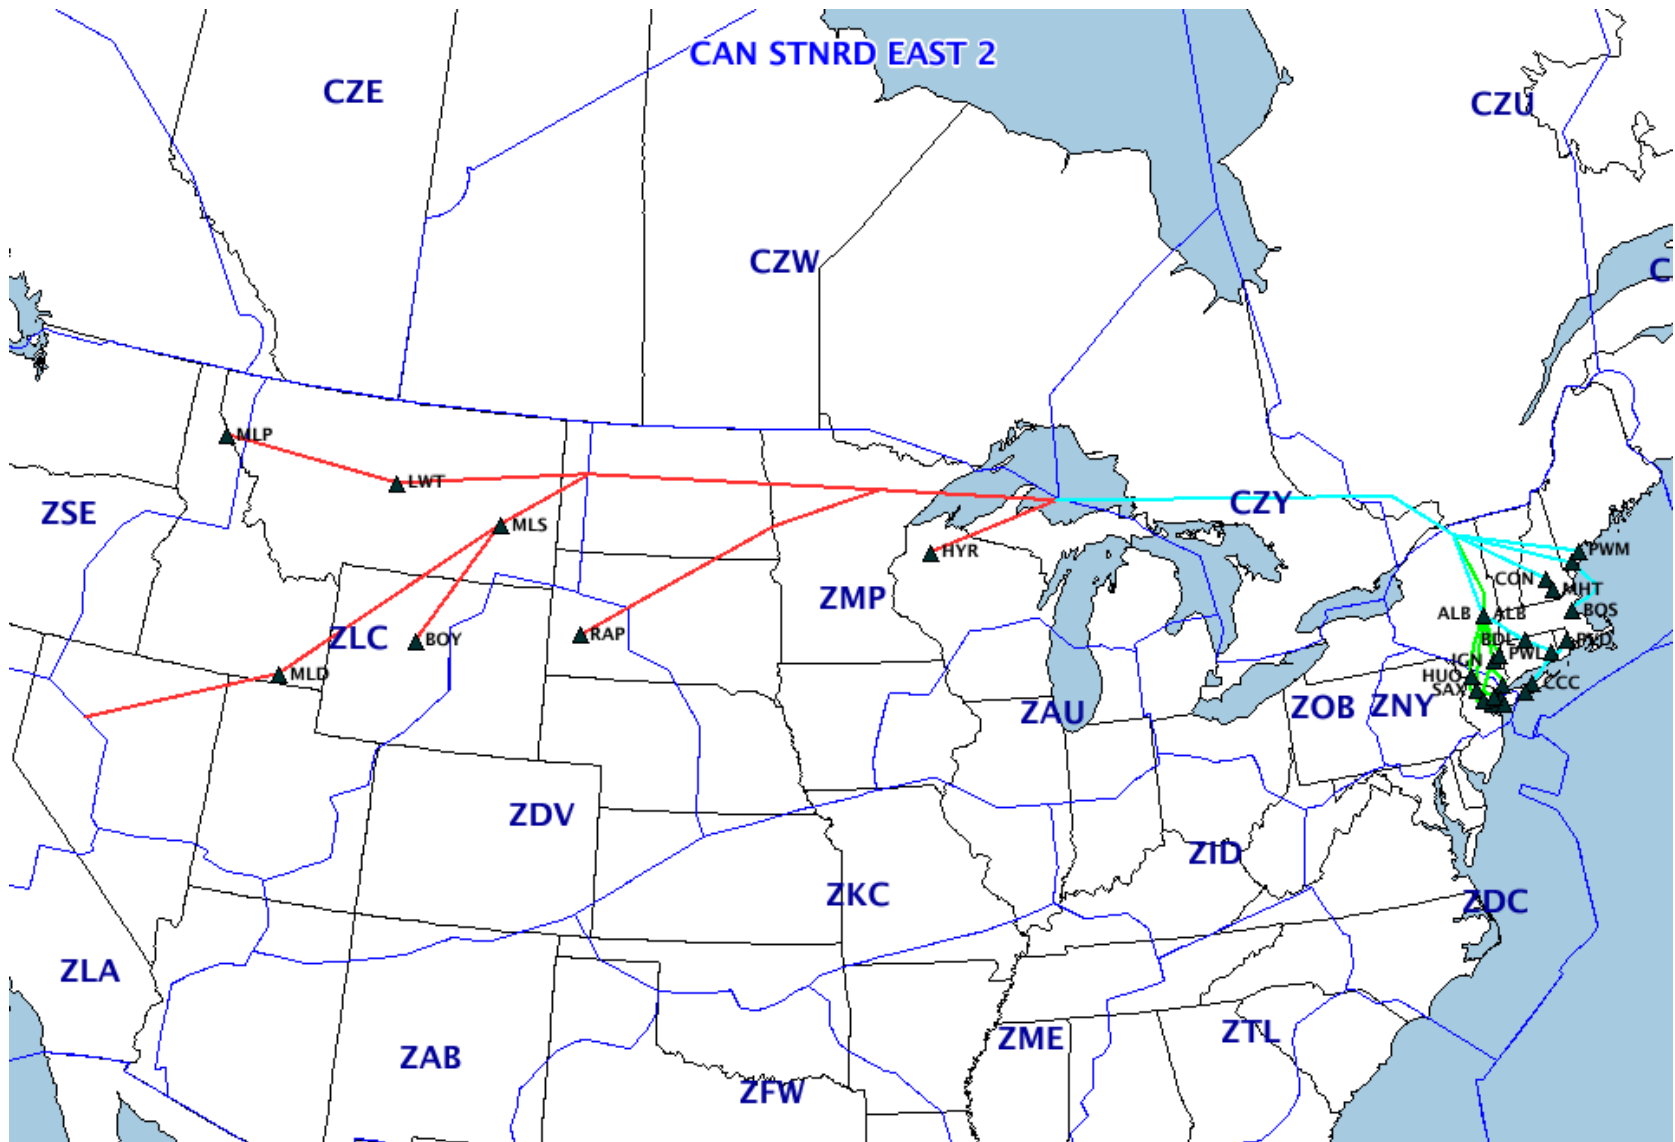 CAN STNRD EAST 2
CZE
CZU
CZW
MLP
LWT
ZSE
MLS
CZY
HYR
PWM
CON
MHT
ZMP
ALB
ALB
BOS
ZLC
BOY
RAP
BDL
PVD
PWL
IGN
MLD
HUO
CCC
SAX
ZAU
ZOB
ZNY
ZDV
ZID
ZKC
ZDC
ZLA
ZME
ZTL
ZAB
ZFW